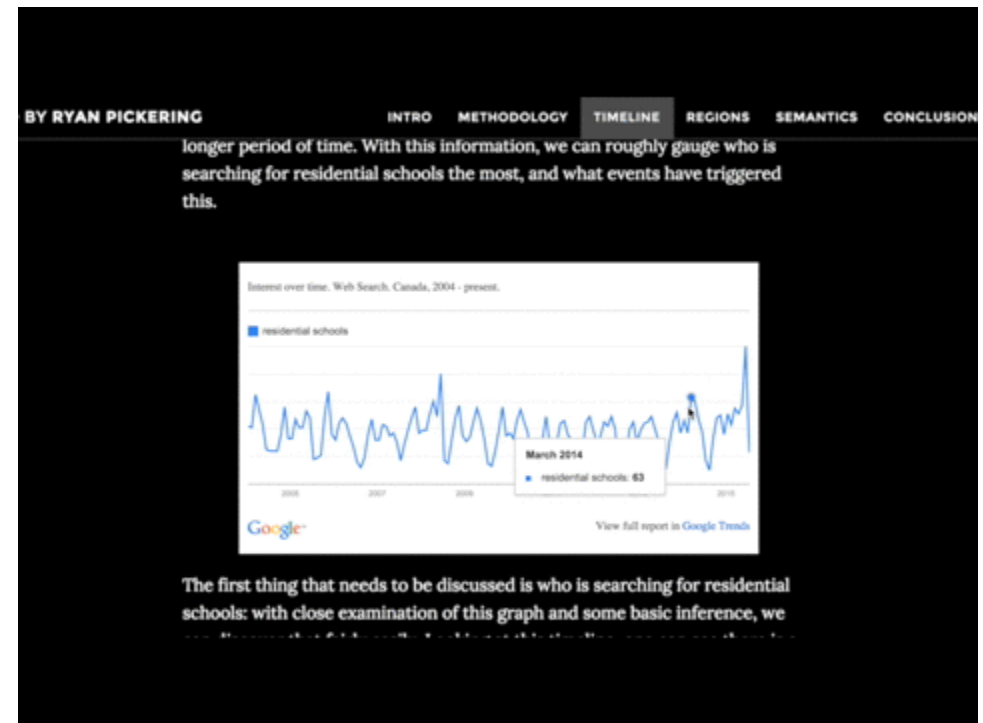 BY RYAN PICKERING
INTRO METHODOLOGY TIMELINE REGIONS SEMANTICS CONCLUSION
longer period of time. With this information, we can roughly gauge who is
searching for residential schools the most, and what events have triggered
this.
Interest over time. Web Search. Canada, 2004 - present.
residential schools
March 2014
residential schools: 63
2005 2007 2009 2015
Google
View full report in Google Trends
The first thing that needs to be discussed is who is searching for residential
schools: with close examination of this graph and some basic inference, we